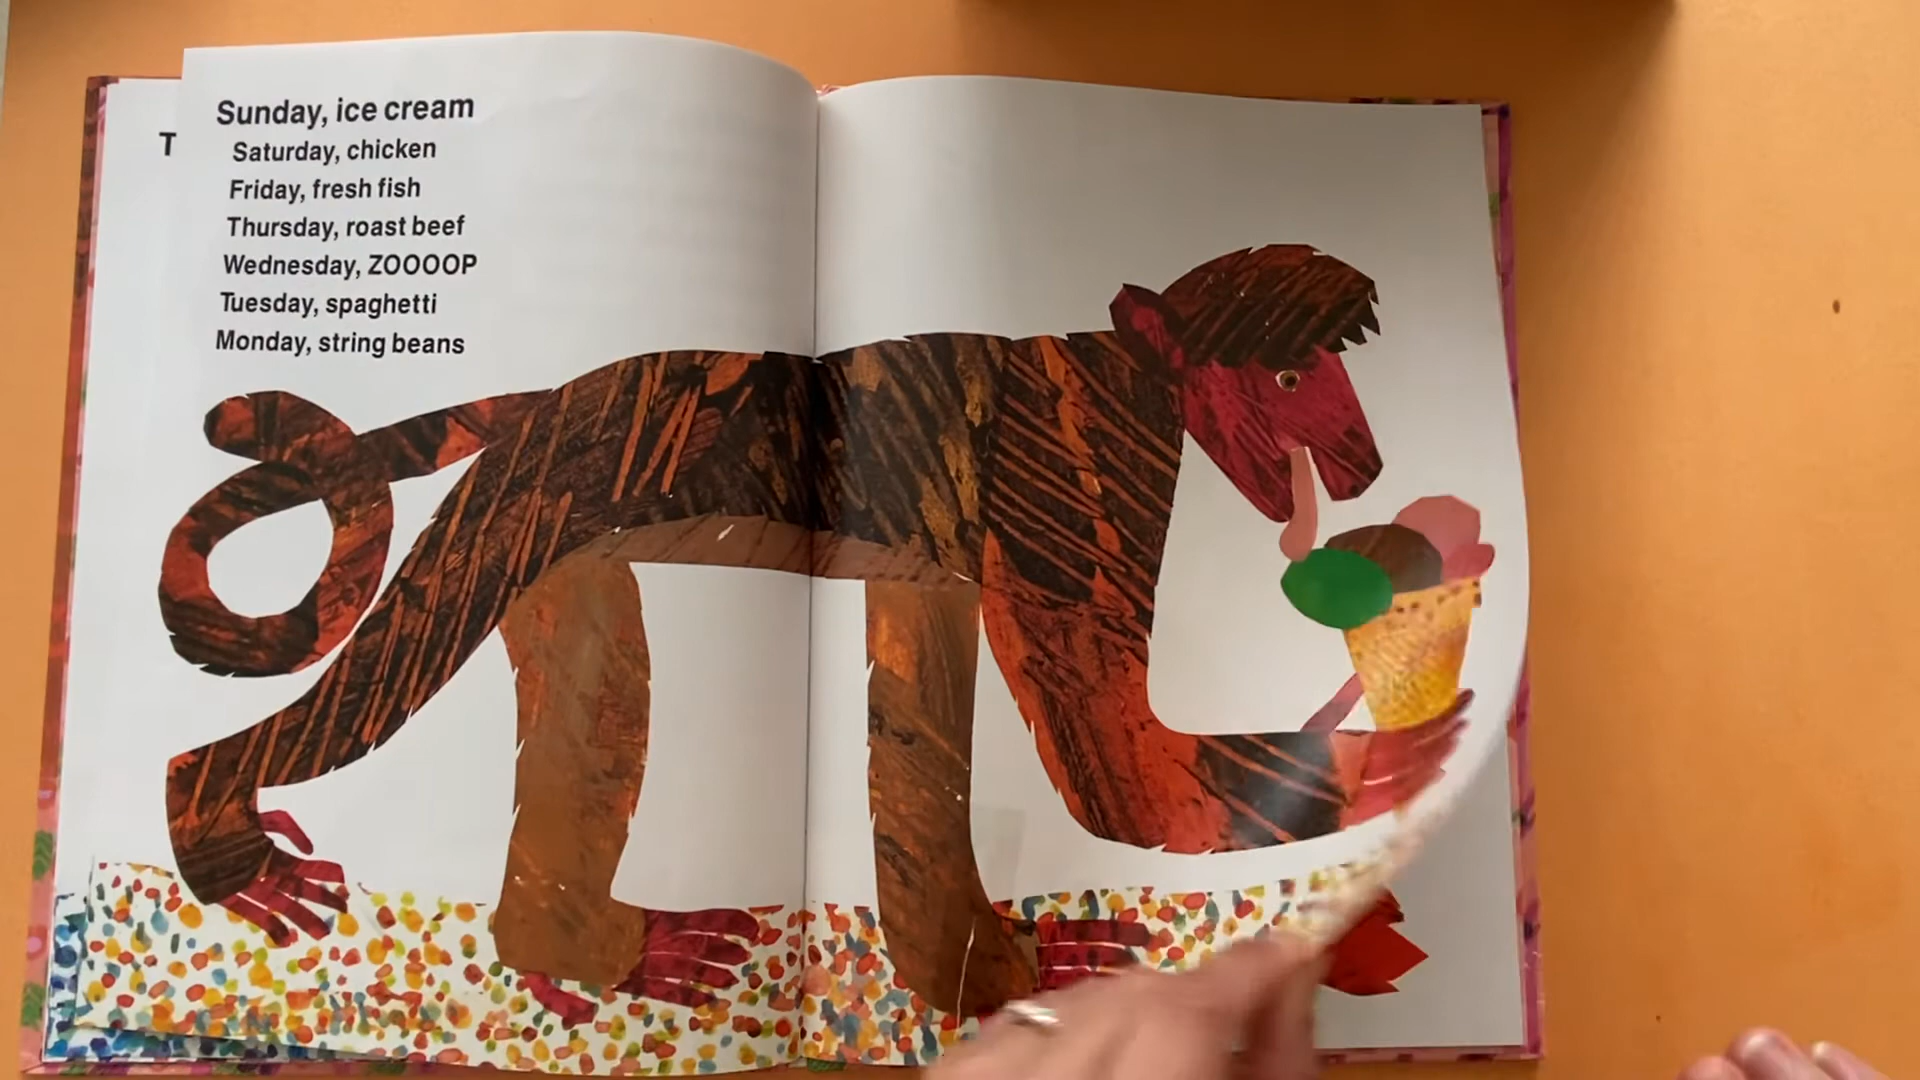 Sunday, ice cream
T
Saturday, chicken
Friday, fresh fish
Thursday, roast beef
Wednesday, ZOOOOP
Tuesday, spaghetti
Monday, string beans